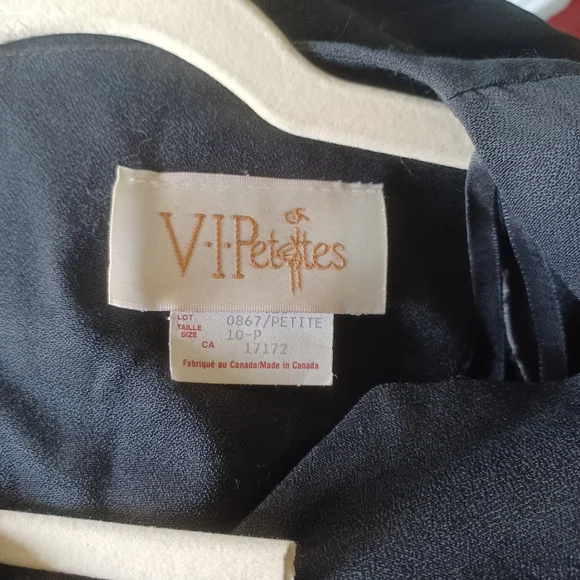 V·I·Petites
LOT 0867/PETITE
TAILLE
SIZE 10-P
CA 17172
Fabriqué au Canada/Made in Canada